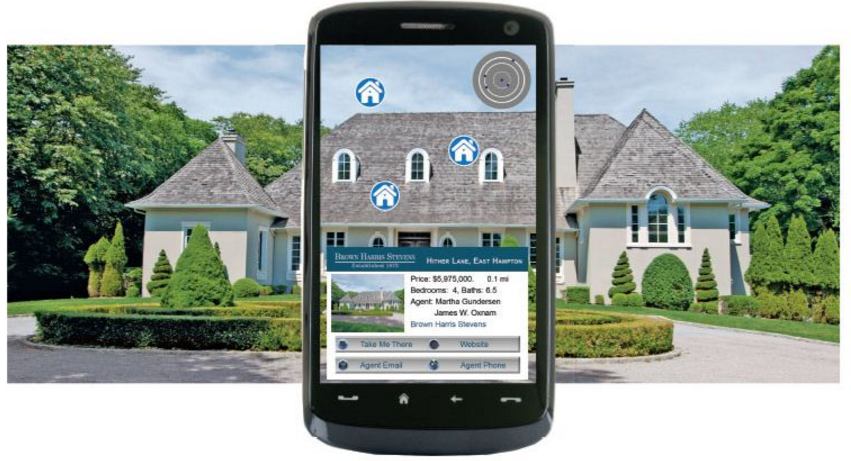 BROWN HARRIS STEVENS
Established 1873
HITHER LANE, EAST HAMPTON
Price: $5,975,000. 0.1 mi
Bedrooms: 4, Baths: 6.5
Agent: Martha Gundersen
James W. Oxnam
Brown Harris Stevens
Take Me There
Website
Agent Email
Agent Phone